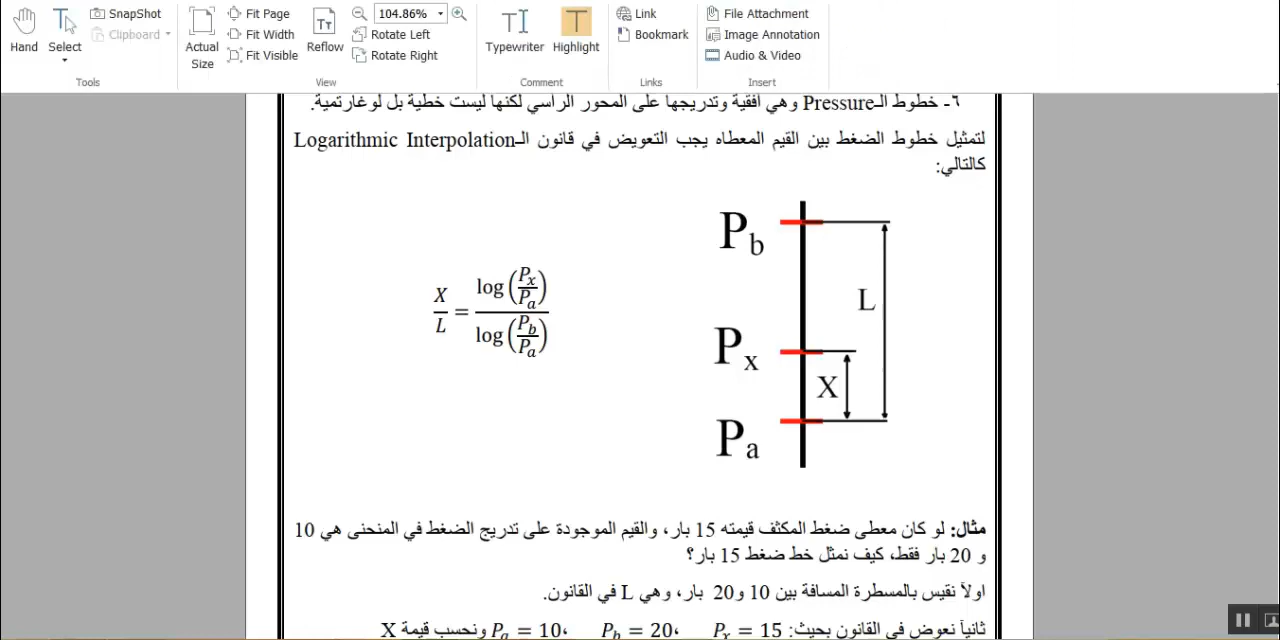 Hand
Select
Tools
SnapShot
Clipboard
Actual Size
Fit Page
Fit Width
Fit Visible
Reflow
104.86%
Rotate Left
Rotate Right
View
Typewriter
Highlight
Comment
Link
Bookmark
Links
File Attachment
Image Annotation
Audio & Video
Insert
٦- خطوط الـPressure وهي أفقية وتدريجها على المحور الراسي لكنها ليست خطية بل لوغارتمية.
لتمثيل خطوط الضغط بين القيم المعطاه يجب التعويض في قانون الـLogarithmic Interpolation
كالتالي:
X/L = log(Px/Pa) / log(Pb/Pa)
Pb
L
Px
X
Pa
مثال: لو كان معطى ضغط المكثف قيمته 15 بار، والقيم الموجودة على تدريج الضغط في المنحنى هي 10
و 20 بار فقط، كيف نمثل خط ضغط 15 بار؟
اولاً نقيس بالمسطرة المسافة بين 10 و20 بار، وهي L في القانون.
ثانياً نعوض في القانون بحيث: Px = 15 ،Pb = 20 ،Pa = 10 ونحسب قيمة X